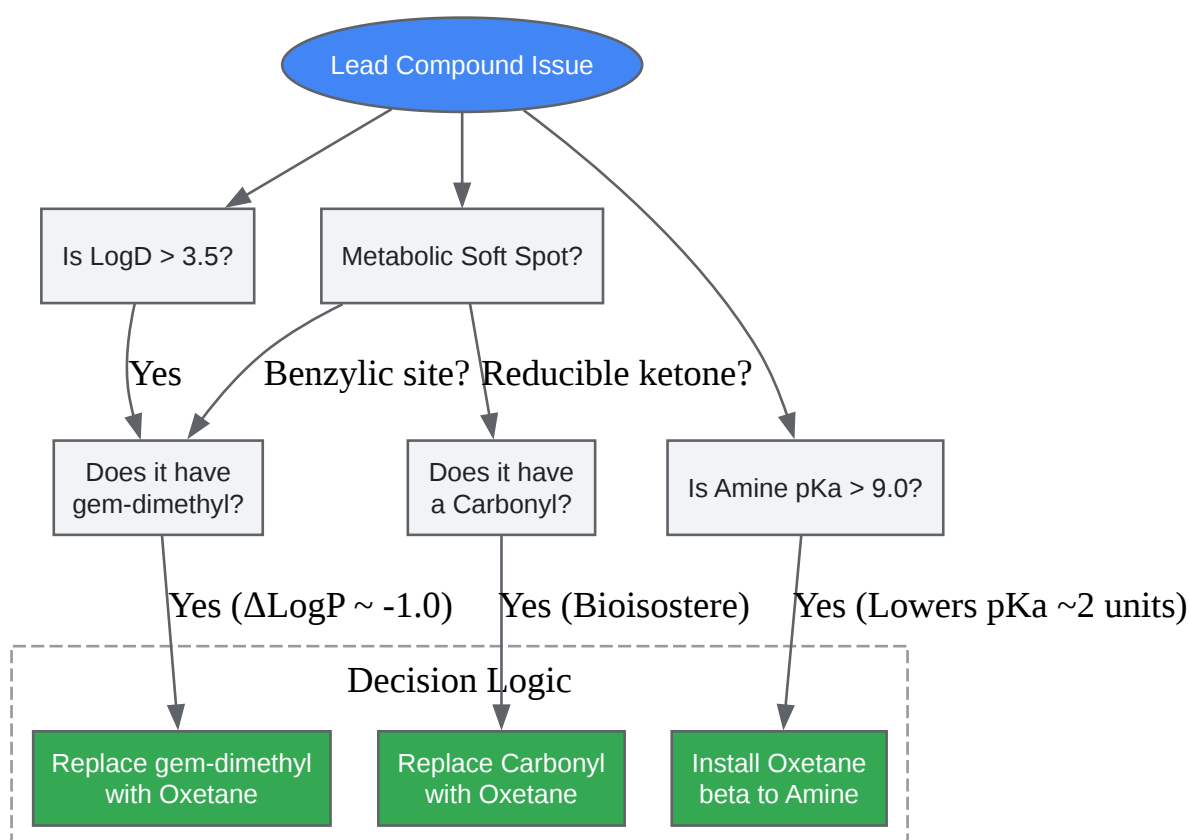 Lead Compound Issue
Is LogD > 3.5?
Metabolic Soft Spot?
Yes
Benzylic site?
Reducible ketone?
Does it have
gem-dimethyl?
Does it have
a Carbonyl?
Is Amine pKa > 9.0?
Yes (ΔLogP ~ -1.0)
Yes (Bioisostere)
Yes (Lowers pKa ~2 units)
Decision Logic
Replace gem-dimethyl
with Oxetane
Replace Carbonyl
with Oxetane
Install Oxetane
beta to Amine